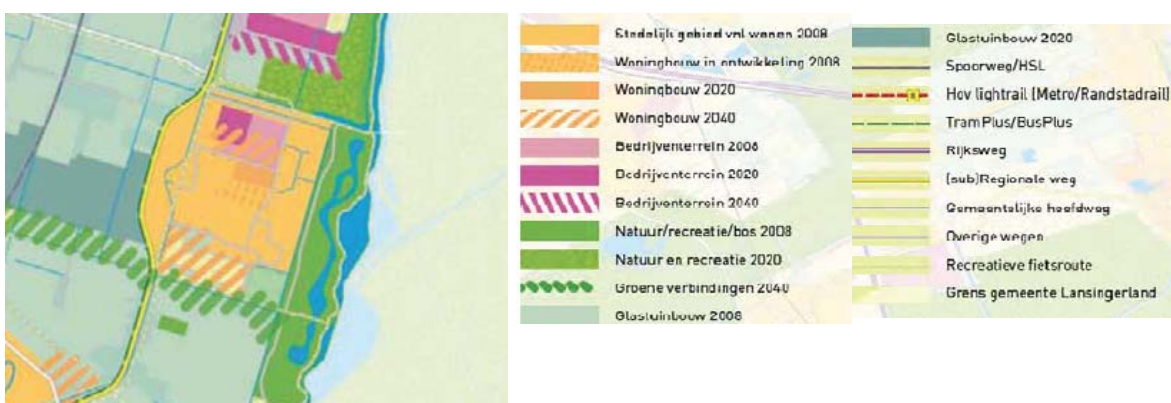 Stedelijk gebied vnl wonen 2008
Woningbouw in ontwikkeling 2008
Woningbouw 2020
Woningbouw 2040
Bedrijventerrein 2008
Bedrijventerrein 2020
Bedrijventerrein 2040
Natuur/recreatie/bos 2008
Natuur en recreatie 2020
Groene verbindingen 2040
Glastuinbouw 2008
Glastuinbouw 2020
Spoorweg/HSL
Hov lightrail (Metro/Randstadrail)
TramPlus/BusPlus
Rijksweg
(sub)Regionale weg
Gemeentelijke hoofdweg
Overige wegen
Recreatieve fietsroute
Grens gemeente Lansingerland